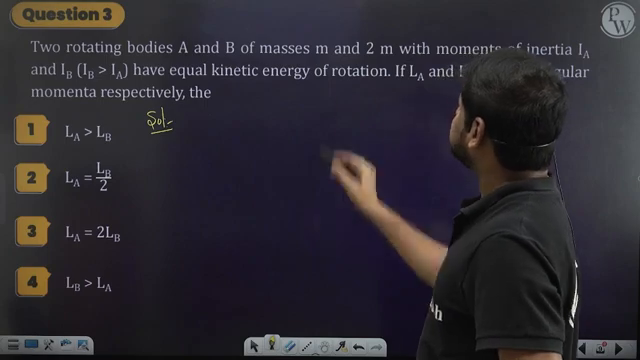 Question 3
PW
Two rotating bodies A and B of masses m and 2 m with moments of inertia I_A
and I_B (I_B > I_A) have equal kinetic energy of rotation. If L_A and
momenta respectively, the
Sol-
1 L_A > L_B
2 L_A = L_B/2
3 L_A = 2L_B
4 L_B > L_A